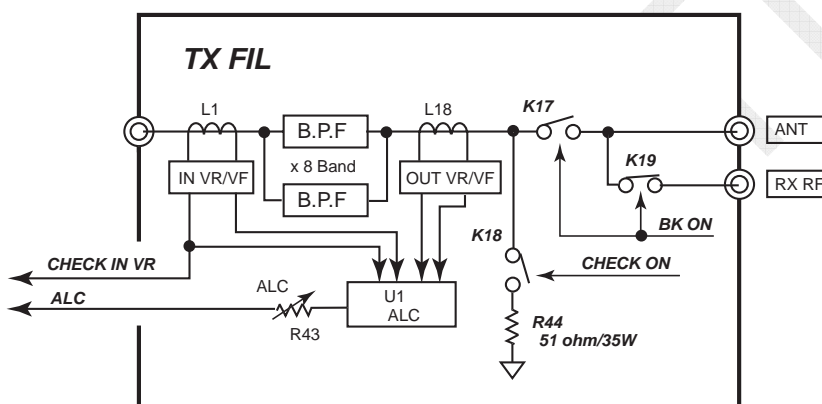 TX FIL
L1
B.P.F
L18
K17
ANT
IN VR/VF
x 8 Band
OUT VR/VF
K19
RX RF
B.P.F
BK ON
K18
CHECK IN VR
CHECK ON
ALC
ALC
U1
ALC
R43
R44
51 ohm/35W